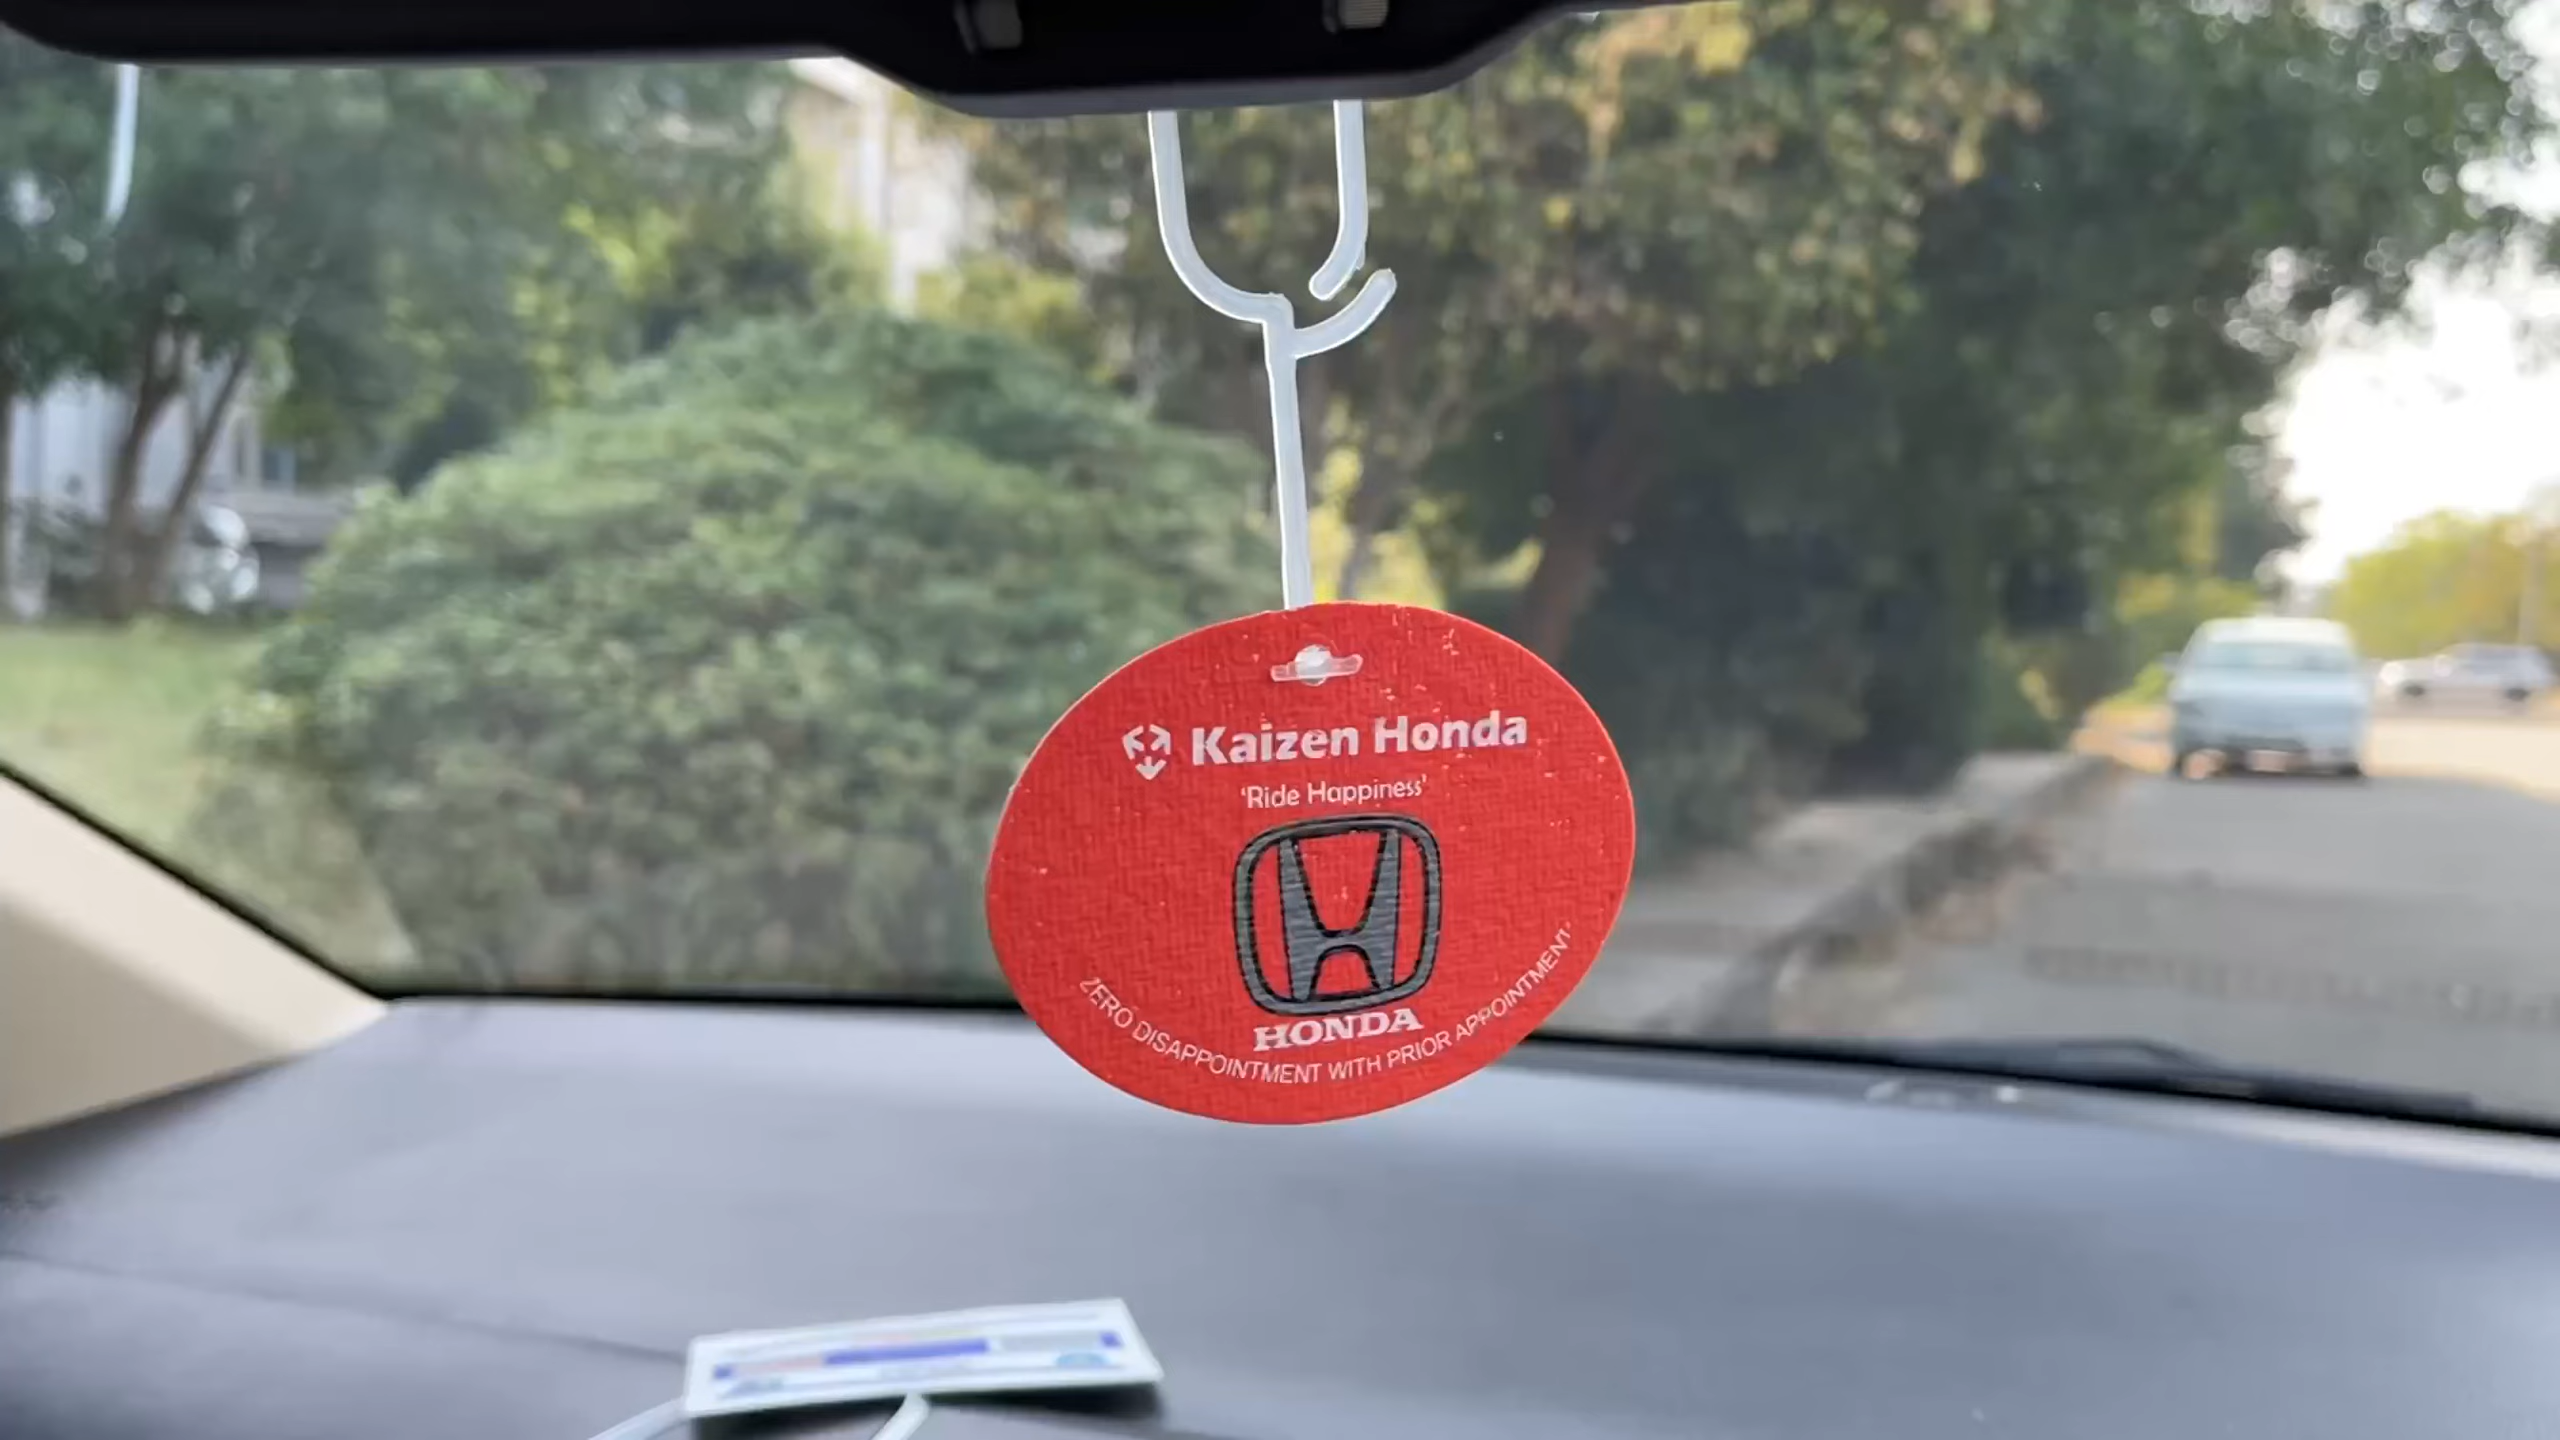 Kaizen Honda
'Ride Happiness'
HONDA
ZERO DISAPPOINTMENT WITH PRIOR APPOINTMENT